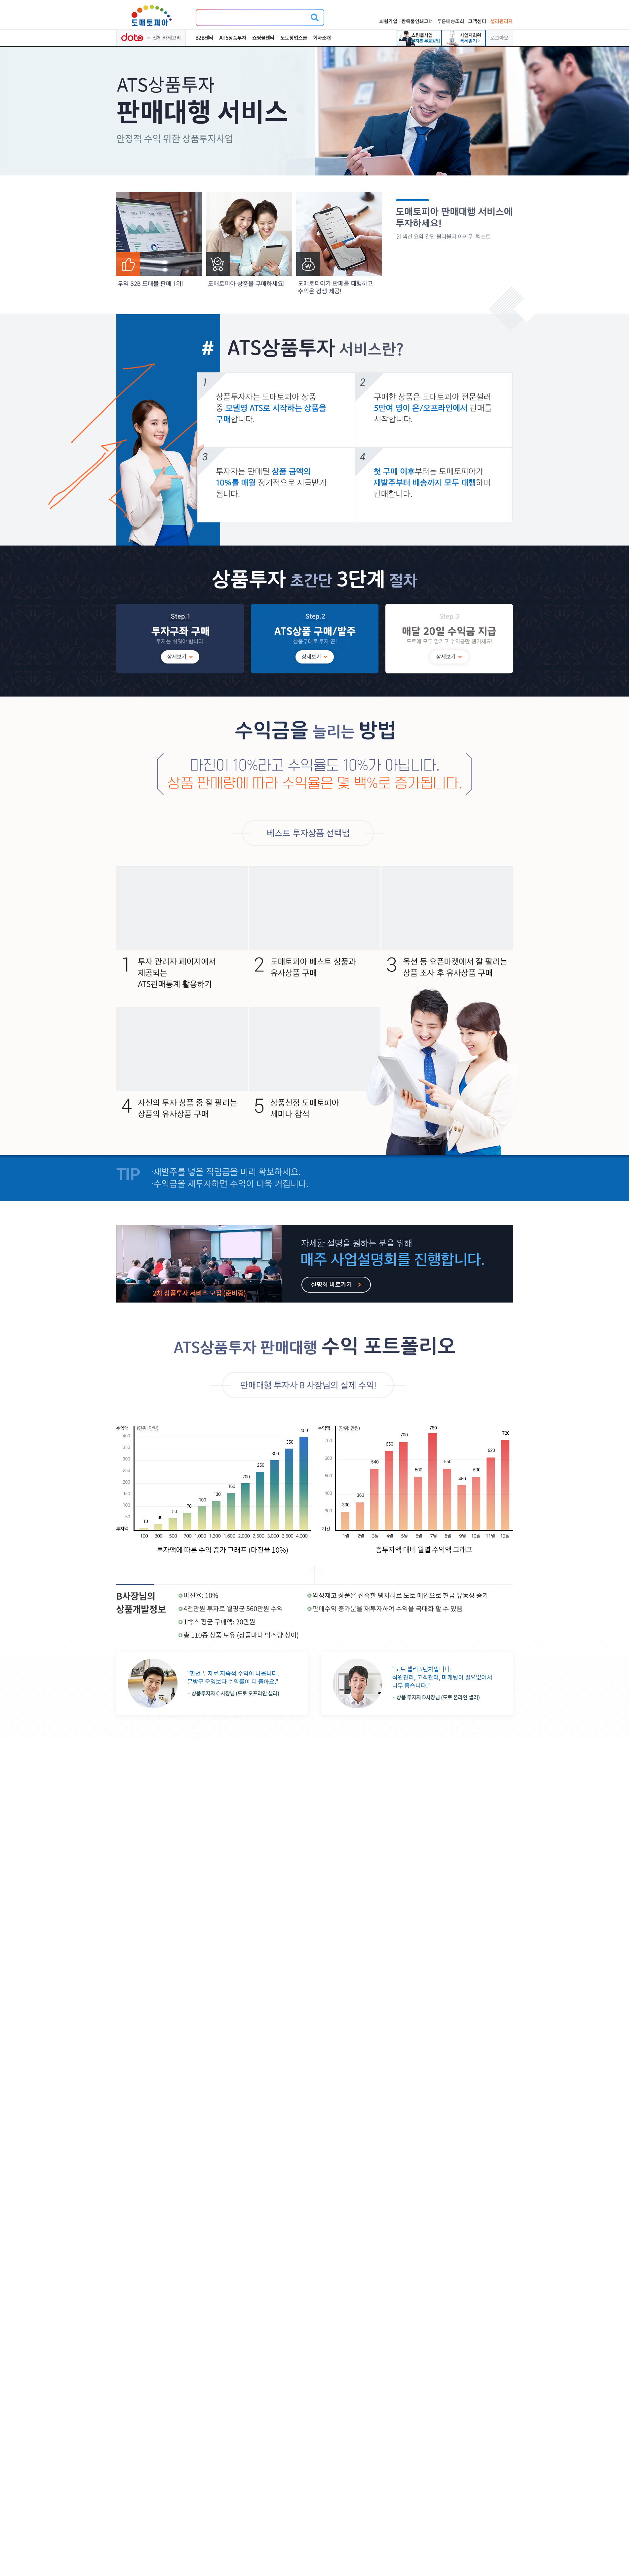 도매토피아
회원가입 판촉물인쇄코너 주문배송조회 고객센터 셀러관리자
dote 전체 카테고리 B2B센터 ATS상품투자 쇼핑몰센터 도토창업스쿨 회사소개
쇼핑몰사업
무자본 무료창업
사업자회원
특혜받기
로그아웃
ATS상품투자
판매대행 서비스
안정적 수익 위한 상품투자사업
무역 B2B 도매몰 판매 1위!
도매토피아 상품을 구매하세요!
도매토피아가 판매를 대행하고
수익은 평생 제공!
도매토피아 판매대행 서비스에
투자하세요!
현 섹션 요약 간단 블라블라 어쩌구 텍스트
# ATS상품투자 서비스란?
1
상품투자자는 도매토피아 상품
중 모델명 ATS로 시작하는 상품을
구매합니다.
2
구매한 상품은 도매토피아 전문셀러
5만여 명이 온/오프라인에서 판매를
시작합니다.
3
투자자는 판매된 상품 금액의
10%를 매월 정기적으로 지급받게
됩니다.
4
첫 구매 이후부터는 도매토피아가
재발주부터 배송까지 모두 대행하며
판매합니다.
상품투자 초간단 3단계 절차
Step.1
투자구좌 구매
투자는 쉬워야 합니다!
상세보기
Step.2
ATS상품 구매/발주
상품구매로 투자 끝!
상세보기
Step.3
매달 20일 수익금 지급
도토에 모두 맡기고 수익금만 챙기세요!
상세보기
수익금을 늘리는 방법
마진이 10%라고 수익율도 10%가 아닙니다.
상품 판매량에 따라 수익율은 몇 백%로 증가됩니다.
베스트 투자상품 선택법
1 투자 관리자 페이지에서
제공되는
ATS판매통계 활용하기
2 도매토피아 베스트 상품과
유사상품 구매
3 옥션 등 오픈마켓에서 잘 팔리는
상품 조사 후 유사상품 구매
4 자신의 투자 상품 중 잘 팔리는
상품의 유사상품 구매
5 상품선정 도매토피아
세미나 참석
TIP
·재발주를 넣을 적립금을 미리 확보하세요.
·수익금을 재투자하면 수익이 더욱 커집니다.
2차 상품투자 서비스 모집 (준비중)
자세한 설명을 원하는 분을 위해
매주 사업설명회를 진행합니다.
설명회 바로가기
ATS상품투자 판매대행 수익 포트폴리오
판매대행 투자사 B 사장님의 실제 수익!
수익액 (단위: 만원)
400
350
300
250
200
150
100
50
10 30 50 70 100 130 160 200 250 300 350 400
투자액 100 300 500 700 1,000 1,300 1,600 2,000 2,500 3,000 3,500 4,000
투자액에 따른 수익 증가 그래프 (마진율 10%)
수익액 (단위: 만원)
700
600
500
400
300
300 360 540 650 700 500 780 550 460 500 620 720
기간 1월 2월 3월 4월 5월 6월 7월 8월 9월 10월 11월 12월
총투자액 대비 월별 수익액 그래프
B사장님의
상품개발정보
마진율: 10%
4천만원 투자로 월평균 560만원 수익
1박스 평균 구매액: 20만원
총 110종 상품 보유 (상품마다 박스량 상이)
악성재고 상품은 신속한 땡처리로 도토 매입으로 현금 유동성 증가
판매수익 증가분을 재투자하여 수익을 극대화 할 수 있음
"한번 투자로 지속적 수익이 나옵니다.
문방구 운영보다 수익률이 더 좋아요."
- 상품투자자 C 사장님 (도토 오프라인 셀러)
"도토 셀러 5년차입니다.
직원관리, 고객관리, 마케팅이 필요없어서
너무 좋습니다."
- 상품 투자자 D사장님 (도토 온라인 셀러)